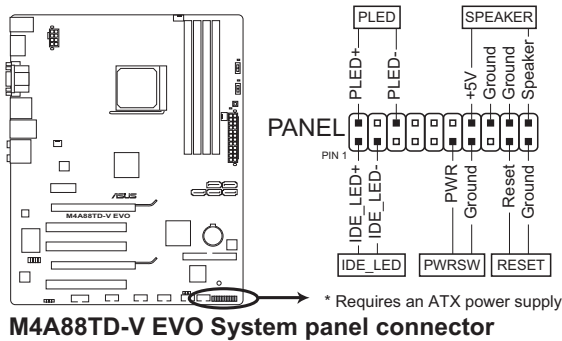 PLED
SPEAKER
PLED+
PLED-
+5V
Ground
Ground
Speaker
PANEL
PIN 1
IDE_LED+
IDE_LED-
PWR
Ground
Reset
Ground
IDE_LED
PWRSW
RESET
* Requires an ATX power supply
ASUS
M4A88TD-V EVO
M4A88TD-V EVO System panel connector